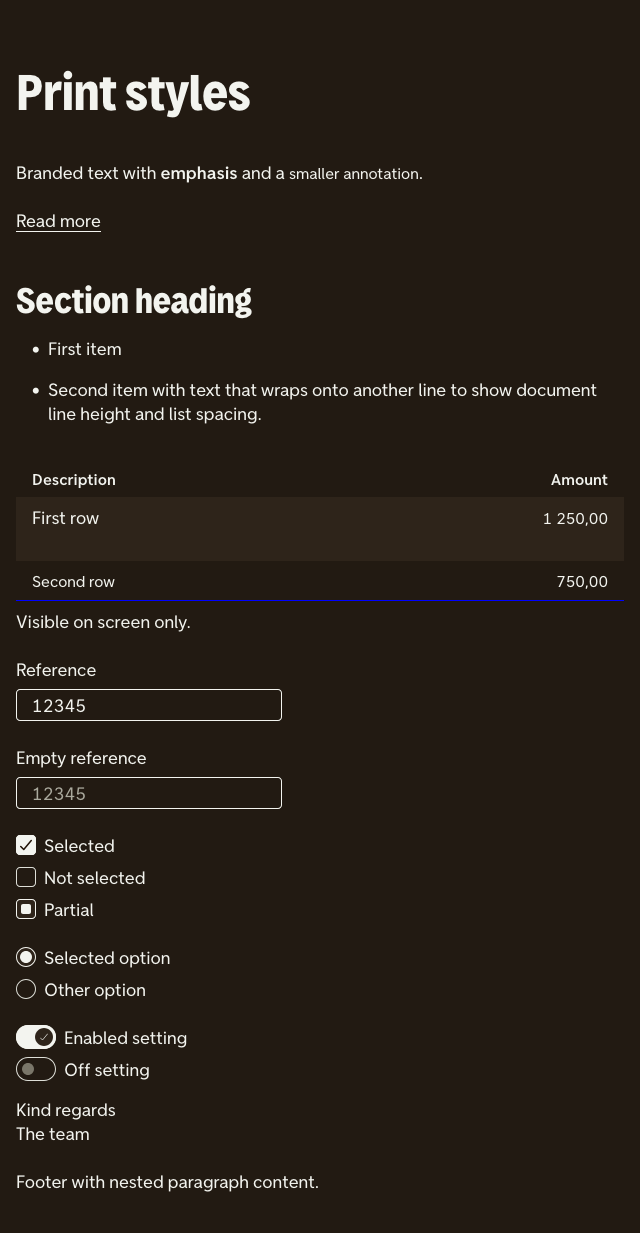 Print styles
Branded text with emphasis and a smaller annotation.
Read more
Section heading
• First item
• Second item with text that wraps onto another line to show document
line height and list spacing.
Description Amount
First row 1 250,00
Second row 750,00
Visible on screen only.
Reference
12345
Empty reference
12345
Selected
Not selected
Partial
Selected option
Other option
Enabled setting
Off setting
Kind regards
The team
Footer with nested paragraph content.